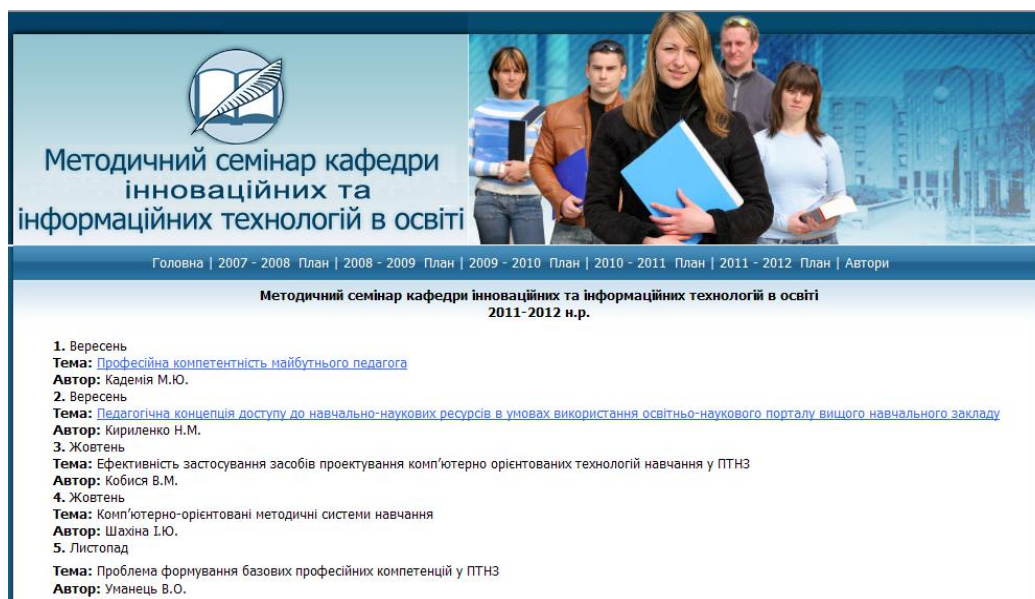 Методичний семінар кафедри
інноваційних та
інформаційних технологій в освіті
Головна | 2007 - 2008 План | 2008 - 2009 План | 2009 - 2010 План | 2010 - 2011 План | 2011 - 2012 План | Автори
Методичний семінар кафедри інноваційних та інформаційних технологій в освіті
2011-2012 н.р.
1. Вересень
Тема: Професійна компетентність майбутнього педагога
Автор: Кадемія М.Ю.
2. Вересень
Тема: Педагогічна концепція доступу до навчально-наукових ресурсів в умовах використання освітньо-наукового порталу вищого навчального закладу
Автор: Кириленко Н.М.
3. Жовтень
Тема: Ефективність застосування засобів проектування комп'ютерно орієнтованих технологій навчання у ПТНЗ
Автор: Кобися В.М.
4. Жовтень
Тема: Комп'ютерно-орієнтовані методичні системи навчання
Автор: Шахіна І.Ю.
5. Листопад
Тема: Проблема формування базових професійних компетенцій у ПТНЗ
Автор: Уманець В.О.